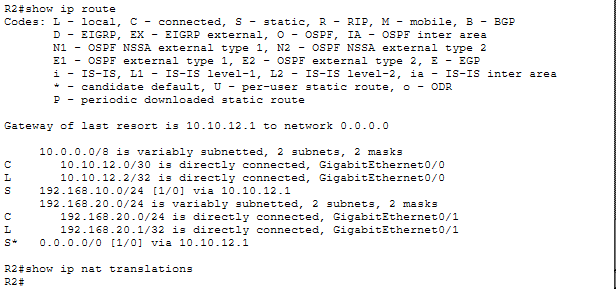 R2#show ip route
Codes: L - local, C - connected, S - static, R - RIP, M - mobile, B - BGP
       D - EIGRP, EX - EIGRP external, O - OSPF, IA - OSPF inter area
       N1 - OSPF NSSA external type 1, N2 - OSPF NSSA external type 2
       E1 - OSPF external type 1, E2 - OSPF external type 2, E - EGP
       i - IS-IS, L1 - IS-IS level-1, L2 - IS-IS level-2, ia - IS-IS inter area
       * - candidate default, U - per-user static route, o - ODR
       P - periodic downloaded static route

Gateway of last resort is 10.10.12.1 to network 0.0.0.0

     10.0.0.0/8 is variably subnetted, 2 subnets, 2 masks
C       10.10.12.0/30 is directly connected, GigabitEthernet0/0
L       10.10.12.2/32 is directly connected, GigabitEthernet0/0
S    192.168.10.0/24 [1/0] via 10.10.12.1
     192.168.20.0/24 is variably subnetted, 2 subnets, 2 masks
C       192.168.20.0/24 is directly connected, GigabitEthernet0/1
L       192.168.20.1/32 is directly connected, GigabitEthernet0/1
S*   0.0.0.0/0 [1/0] via 10.10.12.1

R2#show ip nat translations
R2#